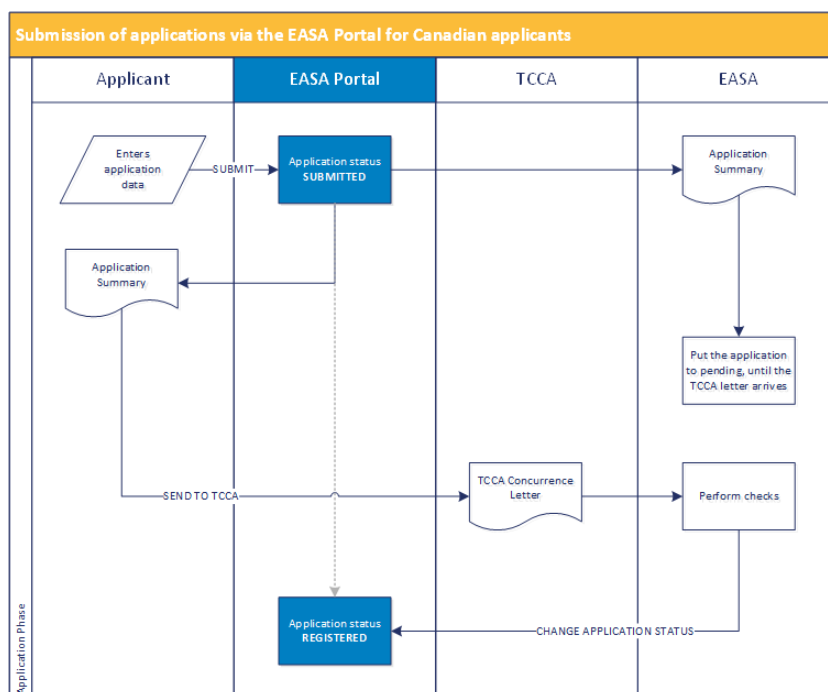 Submission of applications via the EASA Portal for Canadian applicants
Applicant
EASA Portal
TCCA
EASA
Enters
application
data
SUBMIT
Application status
SUBMITTED
Application
Summary
Application
Summary
Put the application
to pending, until the
TCCA letter arrives
SEND TO TCCA
TCCA Concurrence
Letter
Perform checks
Application status
REGISTERED
CHANGE APPLICATION STATUS
Application Phase